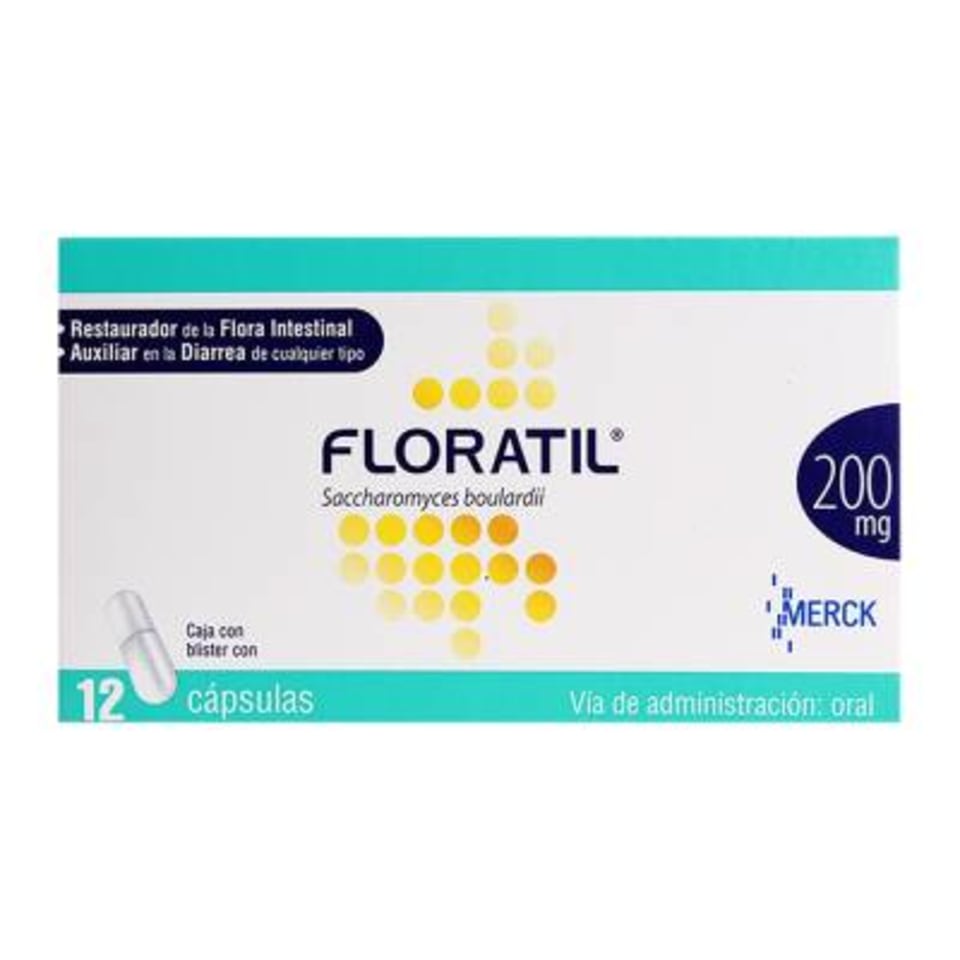 • Restaurador de la Flora Intestinal
• Auxiliar en la Diarrea de cualquier tipo
FLORATIL®
Saccharomyces boulardii
200
mg
MERCK
Caja con
blister con
12 cápsulas
Vía de administración: oral